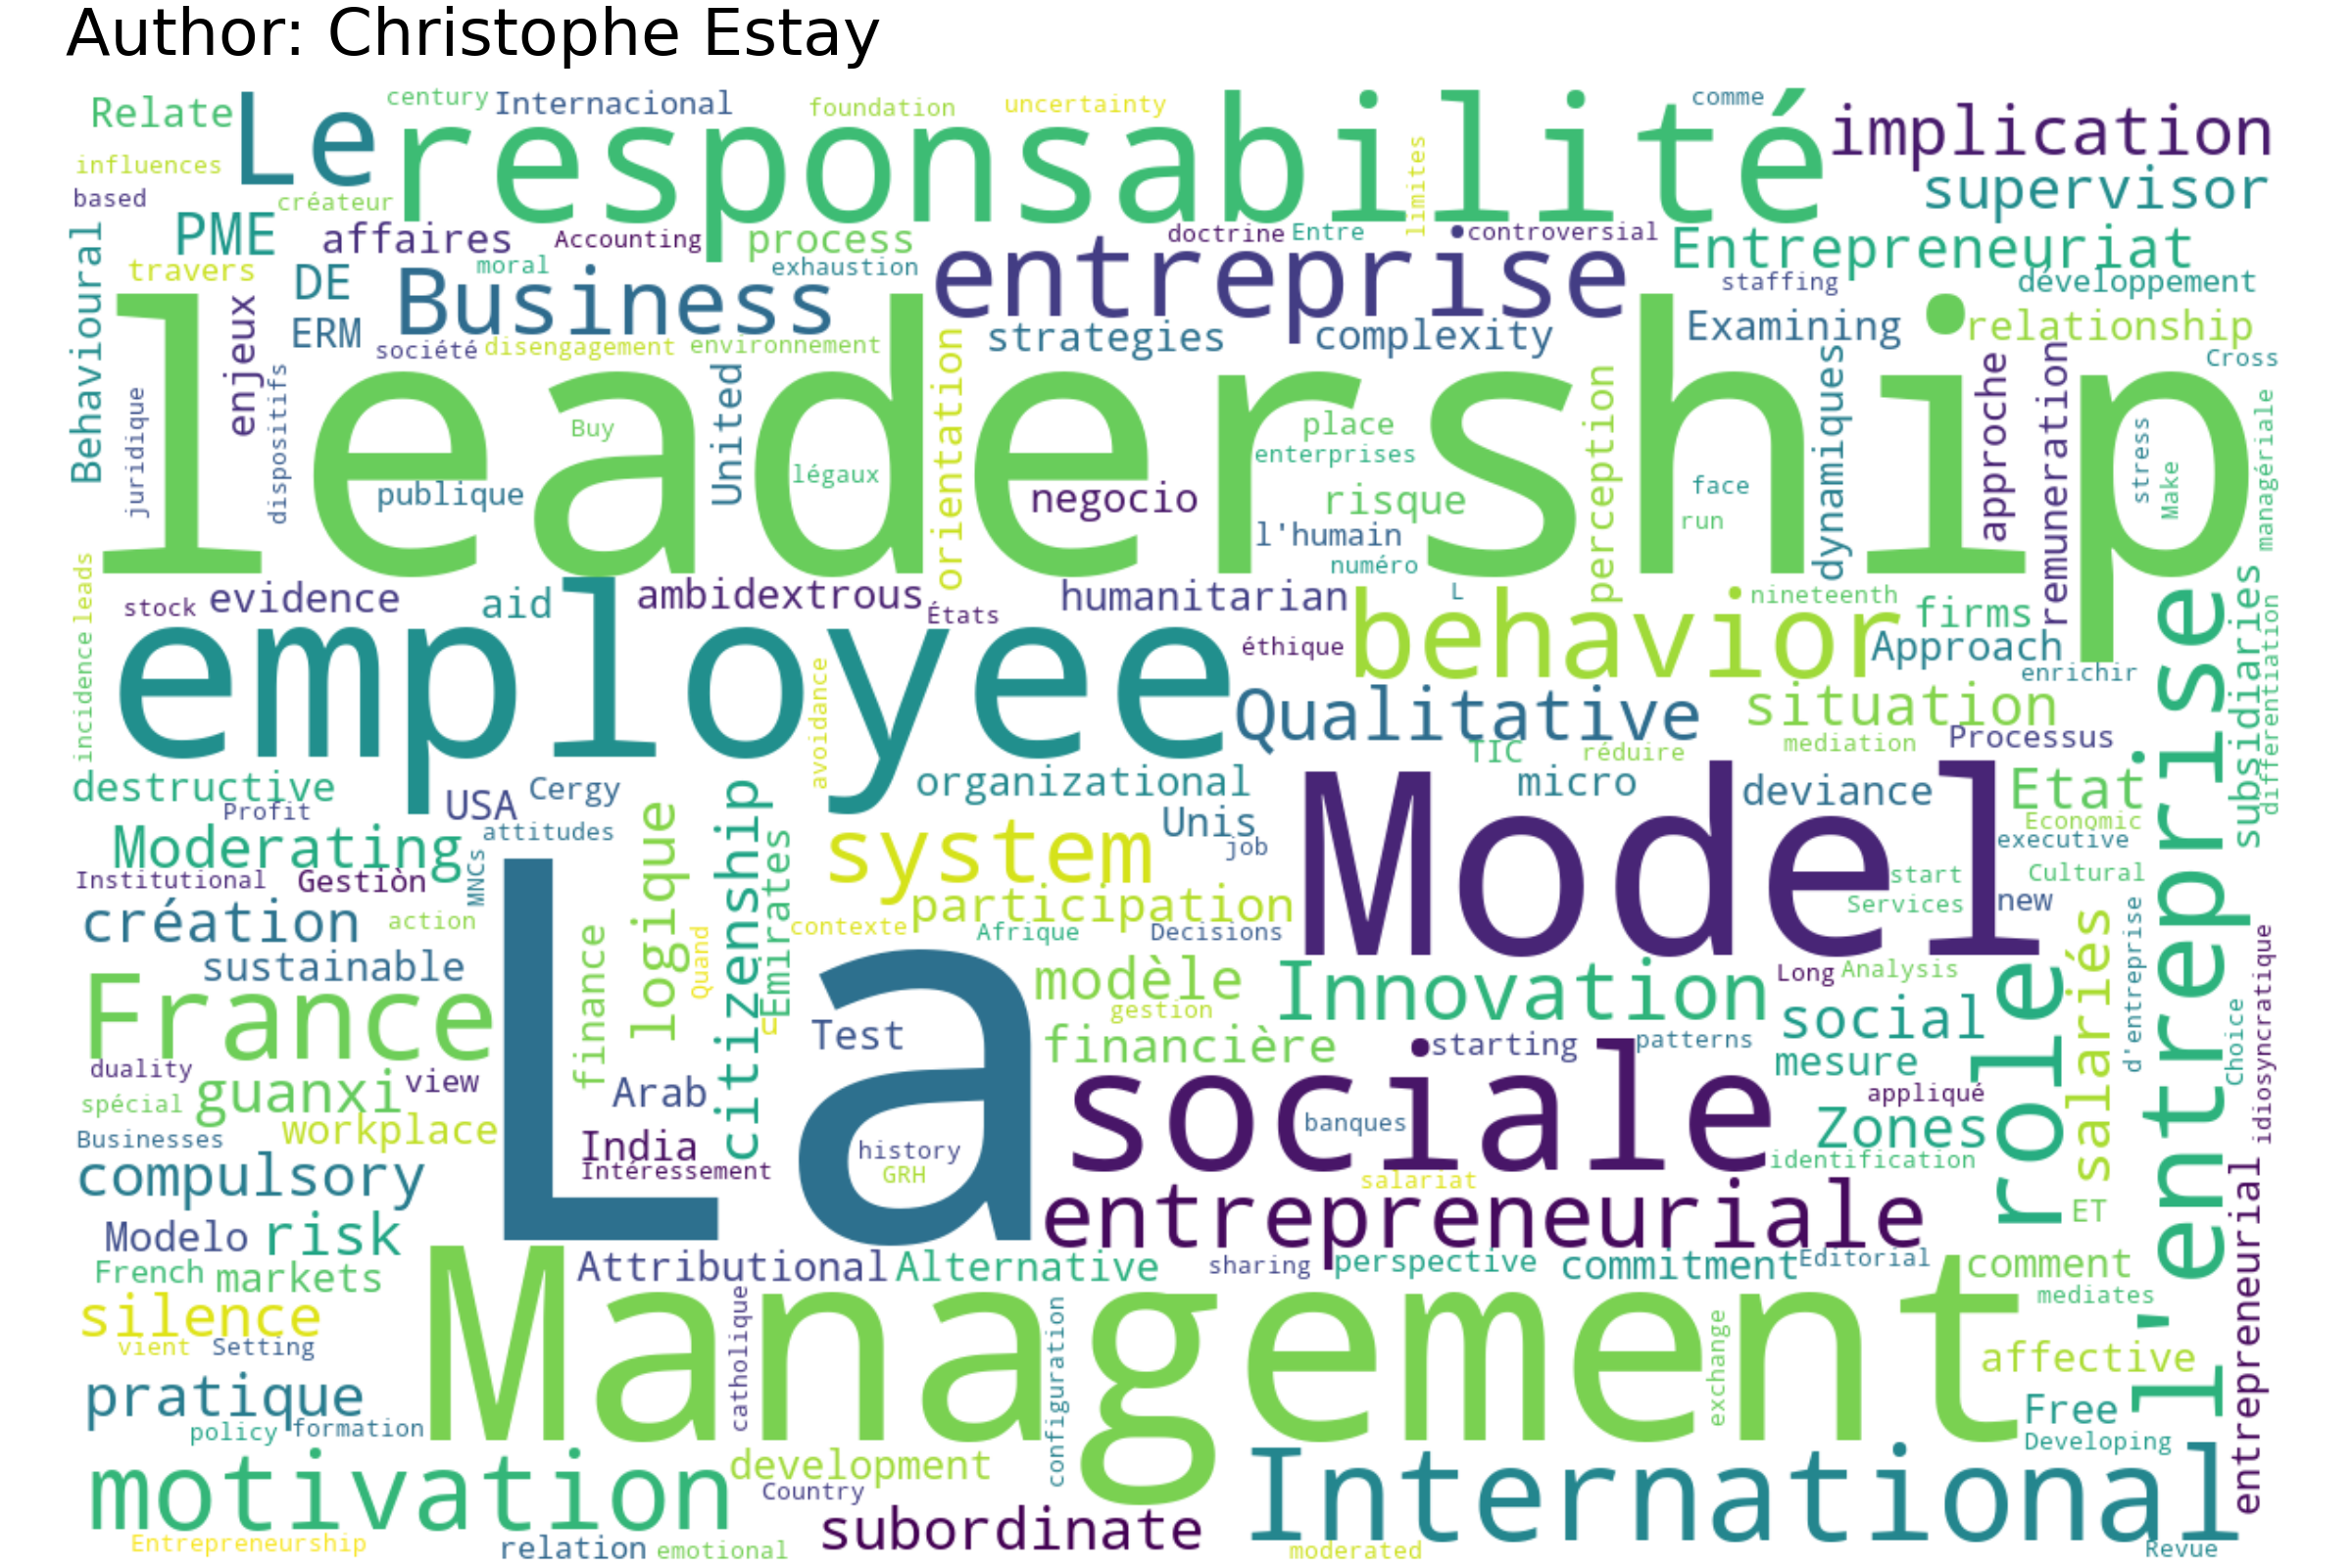 Author: Christophe Estay
Relate
Le
century
Internacional
foundation
uncertainty
comme
implication
responsabilité
influences
based
créateur
limites
supervisor
PME
affaires
Accounting
process
doctrine
Entre
controversial
Entrepreneuriat
Behavioural
travers
DE
moral
exhaustion
entreprise
staffing
développement
Business
enjeux
ERM
société
disengagement
environnement
orientation
strategies
complexity
Examining
relationship
Cross
leadership
juridique
dispositifs
United
Buy
publique
légaux
negocio
place
enterprises
risque
l'humain
numéro
perception
face
run
dynamiques
approche
remuneration
stress
Make
managériale
leads
incidence
stock
evidence
aid
ambidextrous
États
humanitarian
L
behavior
nineteenth
firms
subsidiaries
employee
éthique
Approach
enrichir
differentiation
avoidance
Qualitative
situation
TIC
réduire
mediation
Processus
l'entreprises
destructive
Profit
USA
Cergy
organizational
micro
deviance
Etat
Model
attitudes
citizenship
logique
Unis
job
system
Economic
executive
Moderating
MNCs
Emirates
Institutional
Gestiòn
start
Cultural
création
action
participation
Services
new
contexte
Afrique
Decisions
salariés
d'entreprise
idiosyncratique
La
finance
Quand
sustainable
modèle
Innovation
Long
Analysis
role
France
u
Test
gestion
social
Choice
financière
starting
patterns
mesure
duality
guanxi
view
Arab
sociale
appliqué
spécial
workplace
banques
Zones
Businesses
India
history
identification
compulsory
Intéressement
GRH
salariat
entrepreneuriale
ET
entrepreneurial
Modelo
risk
Attributional
Alternative
sharing
perspective
commitment
Editorial
comment
French
markets
Management
mediates
silence
catholique
configuration
exchange
vient
Setting
affective
pratique
Free
policy
formation
Developing
motivation
development
International
Country
subordinate
Entrepreneurship
relation
emotional
moderated
Revue